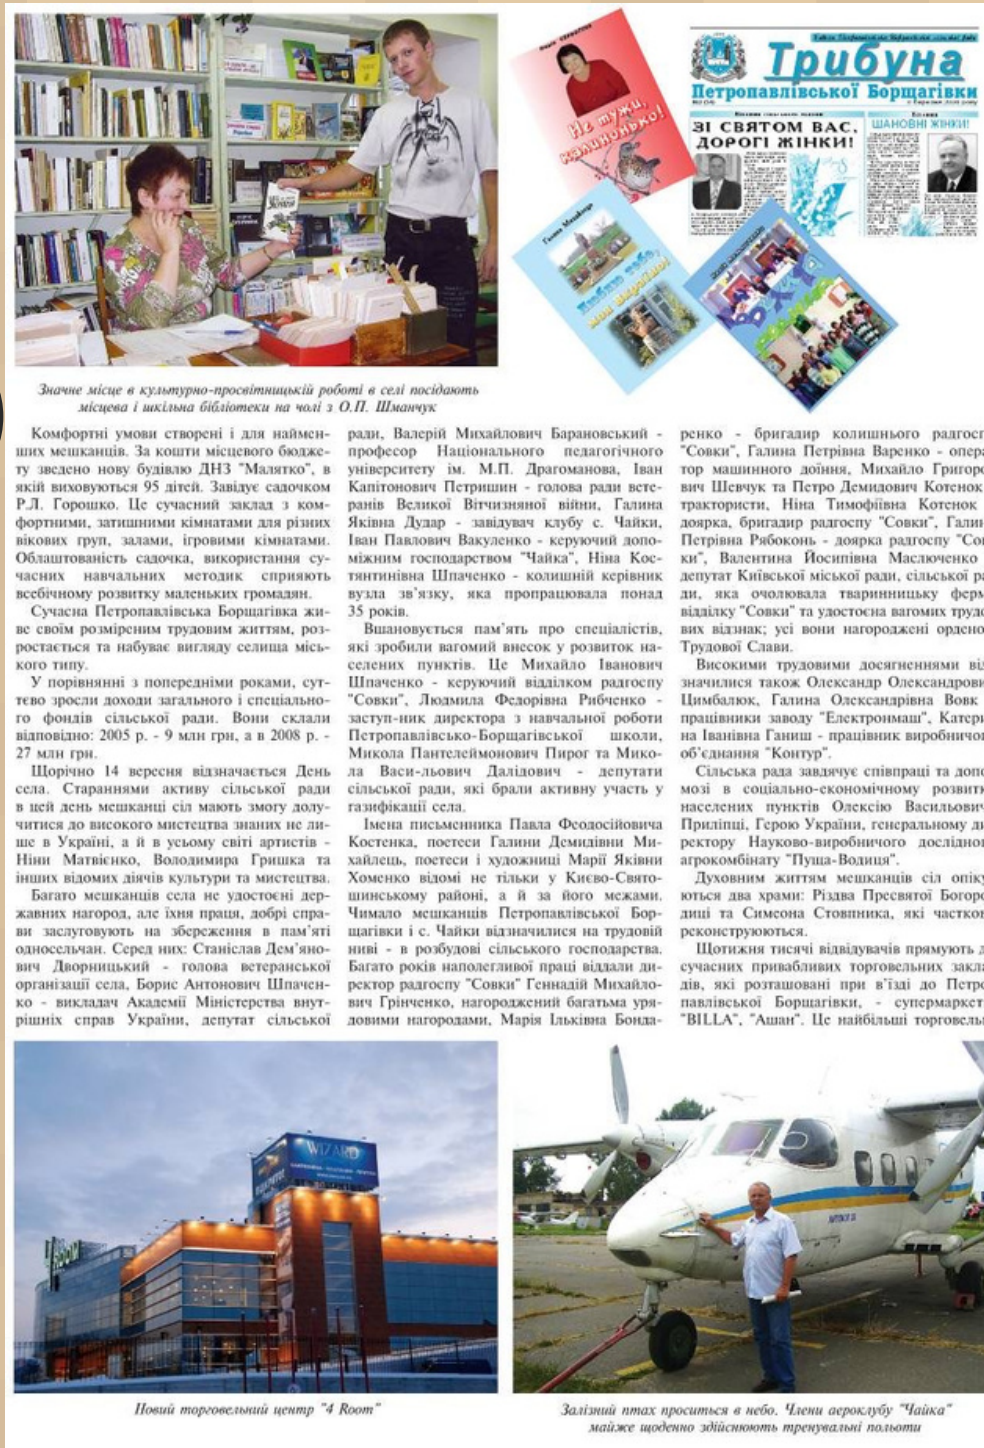 Не тужи,
калинонько!
Галина Михайлець
Люблю тебе,
моя Україно!
Трибуна
Петропавлівської Борщагівки
ЗІ СВЯТОМ ВАС,
ДОРОГІ ЖІНКИ!
ШАНОВНІ ЖІНКИ!
Значне місце в культурно-просвітницькій роботі в селі посідають
місцева і шкільна бібліотеки на чолі з О.П. Шманчук
Комфортні умови створені і для наймен-
ших мешканців. За кошти місцевого бюдже-
ту зведено нову будівлю ДНЗ "Малятко", в
якій виховуються 95 дітей. Завідує садочком
Р.Л. Горошко. Це сучасний заклад з ком-
фортними, затишними кімнатами для різних
вікових груп, залами, ігровими кімнатами.
Облаштованість садочка, використання су-
часних навчальних методик сприяють
всебічному розвитку маленьких громадян.
Сучасна Петропавлівська Борщагівка жи-
ве своїм розміреним трудовим життям, роз-
ростається та набуває вигляду селища місь-
кого типу.
У порівнянні з попередніми роками, сут-
тєво зросли доходи загального і спеціально-
го фондів сільської ради. Вони склали
відповідно: 2005 р. - 9 млн грн, а в 2008 р. -
27 млн грн.
Щорічно 14 вересня відзначається День
села. Стараннями активу сільської ради
в цей день мешканці сіл мають змогу долу-
читися до високого мистецтва знаних не ли-
ше в Україні, а й в усьому світі артистів -
Ніни Матвієнко, Володимира Гришка та
інших відомих діячів культури та мистецтва.
Багато мешканців села не удостоєні дер-
жавних нагород, але їхня праця, добрі спра-
ви заслуговують на збереження в пам'яті
односельчан. Серед них: Станіслав Дем'яно-
вич Дворницький - голова ветеранської
організації села, Борис Антонович Шпачен-
ко - викладач Академії Міністерства внут-
рішніх справ України, депутат сільської
ради, Валерій Михайлович Барановський -
професор Національного педагогічного
університету ім. М.П. Драгоманова, Іван
Капітонович Петришин - голова ради вете-
ранів Великої Вітчизняної війни, Галина
Яківна Дудар - завідувач клубу с. Чайки,
Іван Павлович Вакуленко - керуючий допо-
міжним господарством "Чайка", Ніна Кос-
тянтинівна Шпаченко - колишній керівник
вузла зв'язку, яка пропрацювала понад
35 років.
Вшановується пам'ять про спеціалістів,
які зробили вагомий внесок у розвиток на-
селених пунктів. Це Михайло Іванович
Шпаченко - керуючий відділком радгоспу
"Совки", Людмила Федорівна Рибченко -
заступ-ник директора з навчальної роботи
Петропавлівсько-Борщагівської школи,
Микола Пантелеймонович Пирог та Мико-
ла Васи-льович Далідович - депутати
сільської ради, які брали активну участь у
газифікації села.
Імена письменника Павла Феодосійовича
Костенка, поетеси Галини Демидівни Ми-
хайлець, поетеси і художниці Марії Яківни
Хоменко відомі не тільки у Києво-Свято-
шинському районі, а й за його межами.
Чимало мешканців Петропавлівської Бор-
щагівки і с. Чайки відзначилися на трудовій
ниві - в розбудові сільського господарства.
Багато років наполегливої праці віддали ди-
ректор радгоспу "Совки" Геннадій Михайло-
вич Грінченко, нагороджений багатьма уря-
довими нагородами, Марія Ільківна Бонда-
ренко - бригадир колишнього радгосп
"Совки", Галина Петрівна Варенко - опера
тор машинного доїння, Михайло Григоро
вич Шевчук та Петро Демидович Котенок
трактористи, Ніна Тимофіївна Котенок
доярка, бригадир радгоспу "Совки", Галин
Петрівна Рябоконь - доярка радгоспу "Сов
ки", Валентина Йосипівна Маслюченко
депутат Київської міської ради, сільської ра
ди, яка очолювала тваринницьку ферм
відділку "Совки" та удостоєна вагомих трудо
вих відзнак; усі вони нагороджені ордено
Трудової Слави.
Високими трудовими досягненнями від
значилися також Олександр Олександрови
Цимбалюк, Галина Олександрівна Вовк
працівники заводу "Електронмаш", Катери
на Іванівна Ганиш - працівник виробничо
об'єднання "Контур".
Сільська рада завдячує співпраці та допо
мозі в соціально-економічному розвитк
населених пунктів Олексію Васильович
Приліпці, Герою України, генеральному ди
ректору Науково-виробничого дослідног
агрокомбінату "Пуща-Водиця".
Духовним життям мешканців сіл опіку
ються два храми: Різдва Пресвятої Богоро
диці та Симеона Стовпника, які частков
реконструюються.
Щотижня тисячі відвідувачів прямують д
сучасних привабливих торговельних закла
дів, які розташовані при в'їзді до Петро
павлівської Борщагівки, - супермаркет
"BILLA", "Ашан". Це найбільші торговельн
WIZARD
Новий торговельний центр "4 Room"
Залізний птах проситься в небо. Члени аероклубу "Чайка"
майже щоденно здійснюють тренувальні польоти